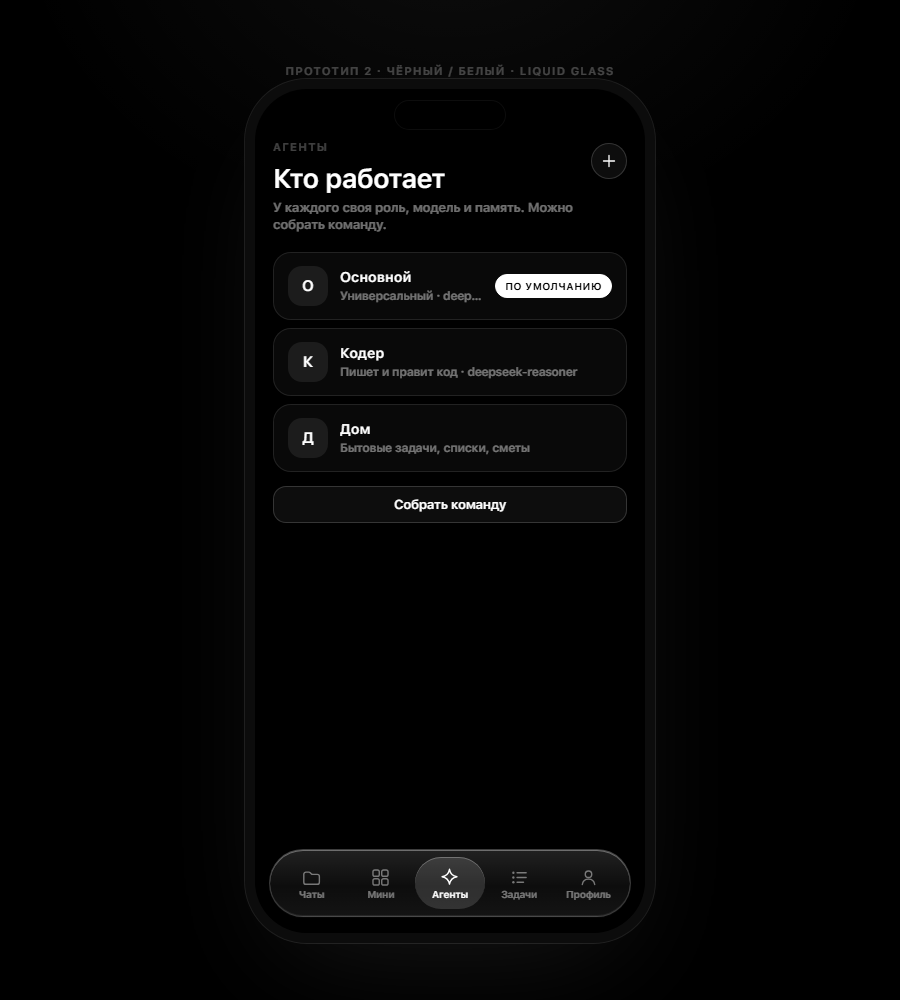 ПРОТОТИП 2 · ЧЁРНЫЙ / БЕЛЫЙ · LIQUID GLASS
АГЕНТЫ
Кто работает
У каждого своя роль, модель и память. Можно
собрать команду.
О
Основной
Универсальный · deep...
ПО УМОЛЧАНИЮ
К
Кодер
Пишет и правит код · deepseek-reasoner
Д
Дом
Бытовые задачи, списки, сметы
Собрать команду
Чаты
Мини
Агенты
Задачи
Профиль